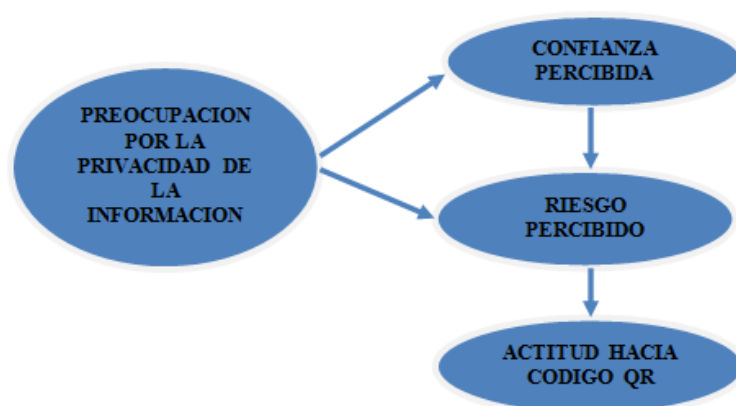 PREOCUPACION
POR LA
PRIVACIDAD DE
LA
INFORMACION
CONFIANZA
PERCIBIDA
RIESGO
PERCIBIDO
ACTITUD HACIA
CODIGO QR